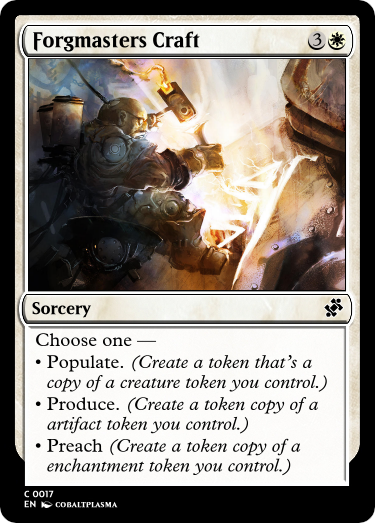 Forgmasters Craft 3
Sorcery
Choose one —
• Populate. (Create a token that's a
copy of a creature token you control.)
• Produce. (Create a token copy of a
artifact token you control.)
• Preach (Create a token copy of a
enchantment token you control.)
C 0017
EN COBALTPLASMA